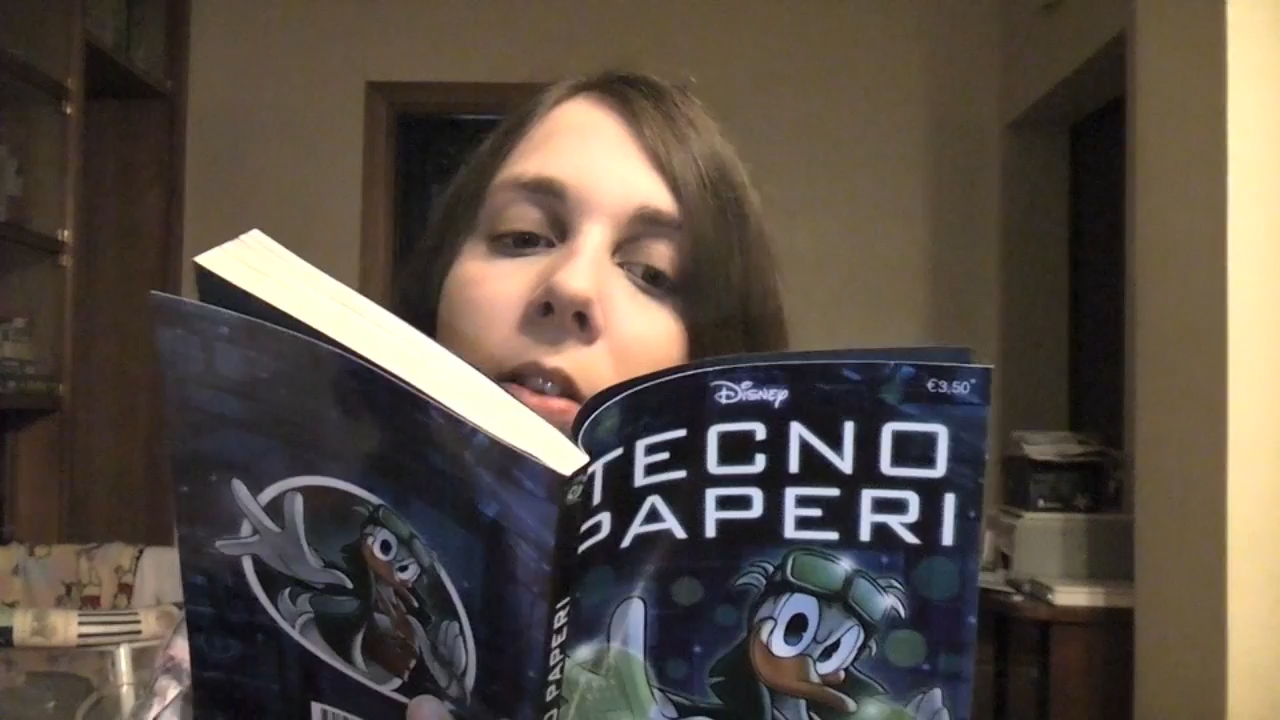 Disney
€3,50
TECNO
PAPERI
O PAPERI